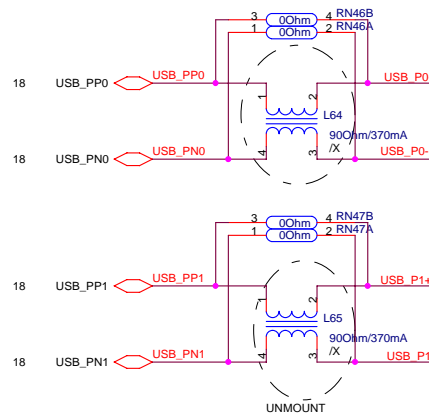 3 0Ohm 4 RN46B
1 0Ohm 2 RN46A
18 USB_PP0 USB_PP0 USB_P0
1 2
L64
90Ohm/370mA
18 USB_PN0 USB_PN0 4 3 /X USB_P0-
3 0Ohm 4 RN47B
1 0Ohm 2 RN47A
18 USB_PP1 USB_PP1 USB_P1+
1 2
L65
90Ohm/370mA
18 USB_PN1 USB_PN1 4 3 /X USB_P1
UNMOUNT